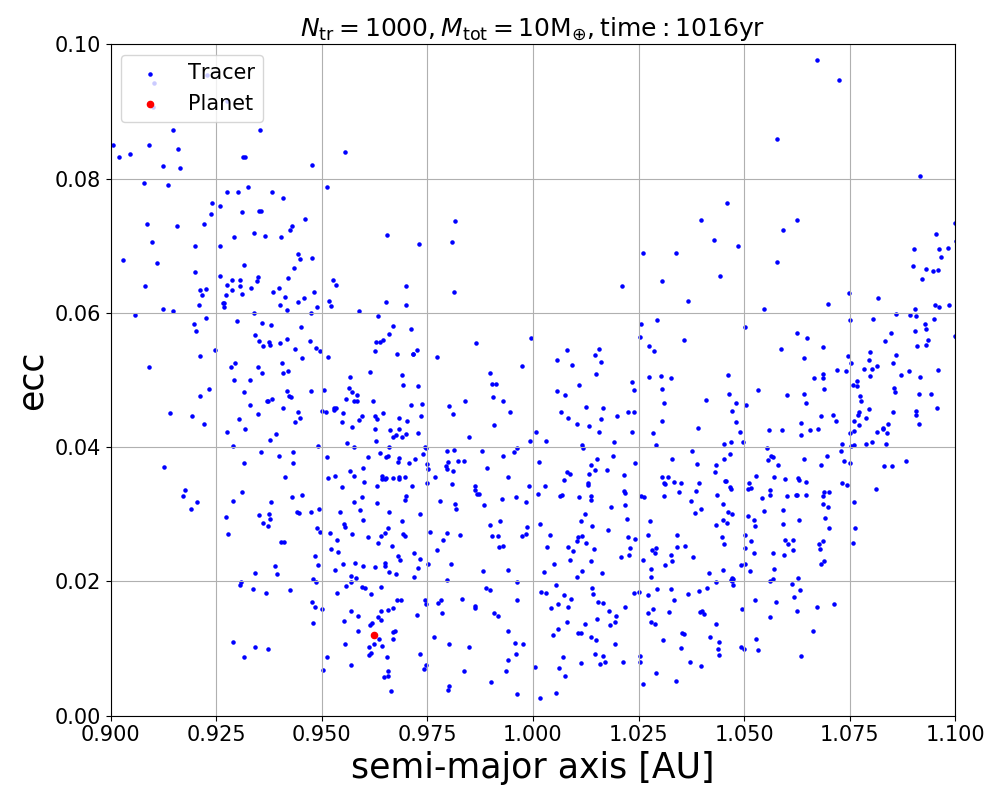 N_tr = 1000, M_tot = 10M_⊕, time : 1016yr
Tracer
Planet
ecc
0.10
0.08
0.06
0.04
0.02
0.00
0.900 0.925 0.950 0.975 1.000 1.025 1.050 1.075 1.100
semi-major axis [AU]